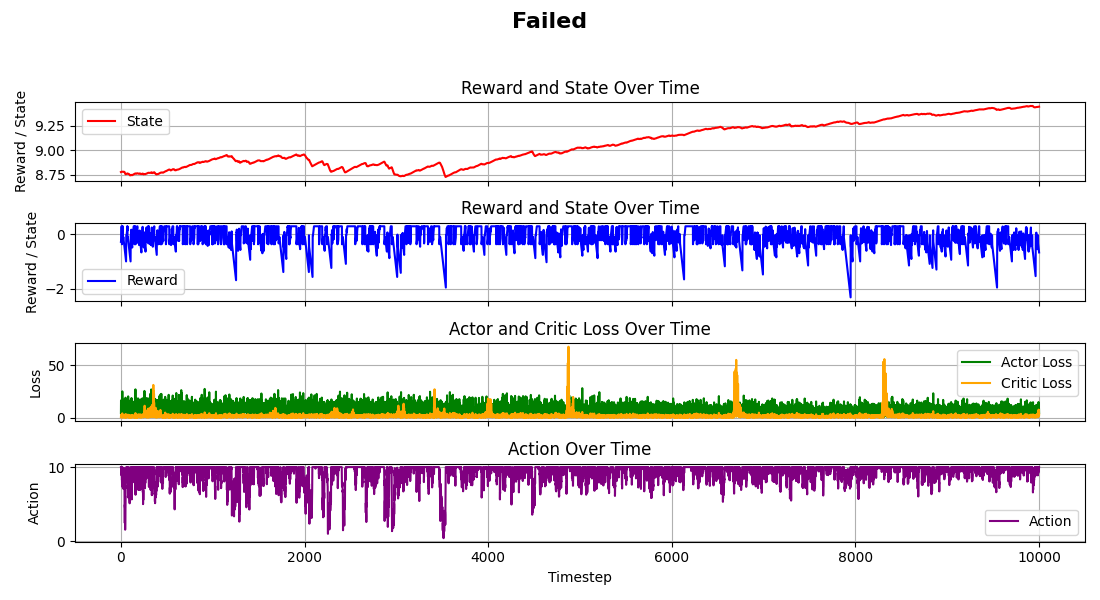 Failed
Reward and State Over Time
Reward / State
9.25
9.00
8.75
State
Reward and State Over Time
Reward / State
0
−2
Reward
Actor and Critic Loss Over Time
Loss
50
0
Actor Loss
Critic Loss
Action Over Time
Action
10
0
Action
0 2000 4000 6000 8000 10000
Timestep